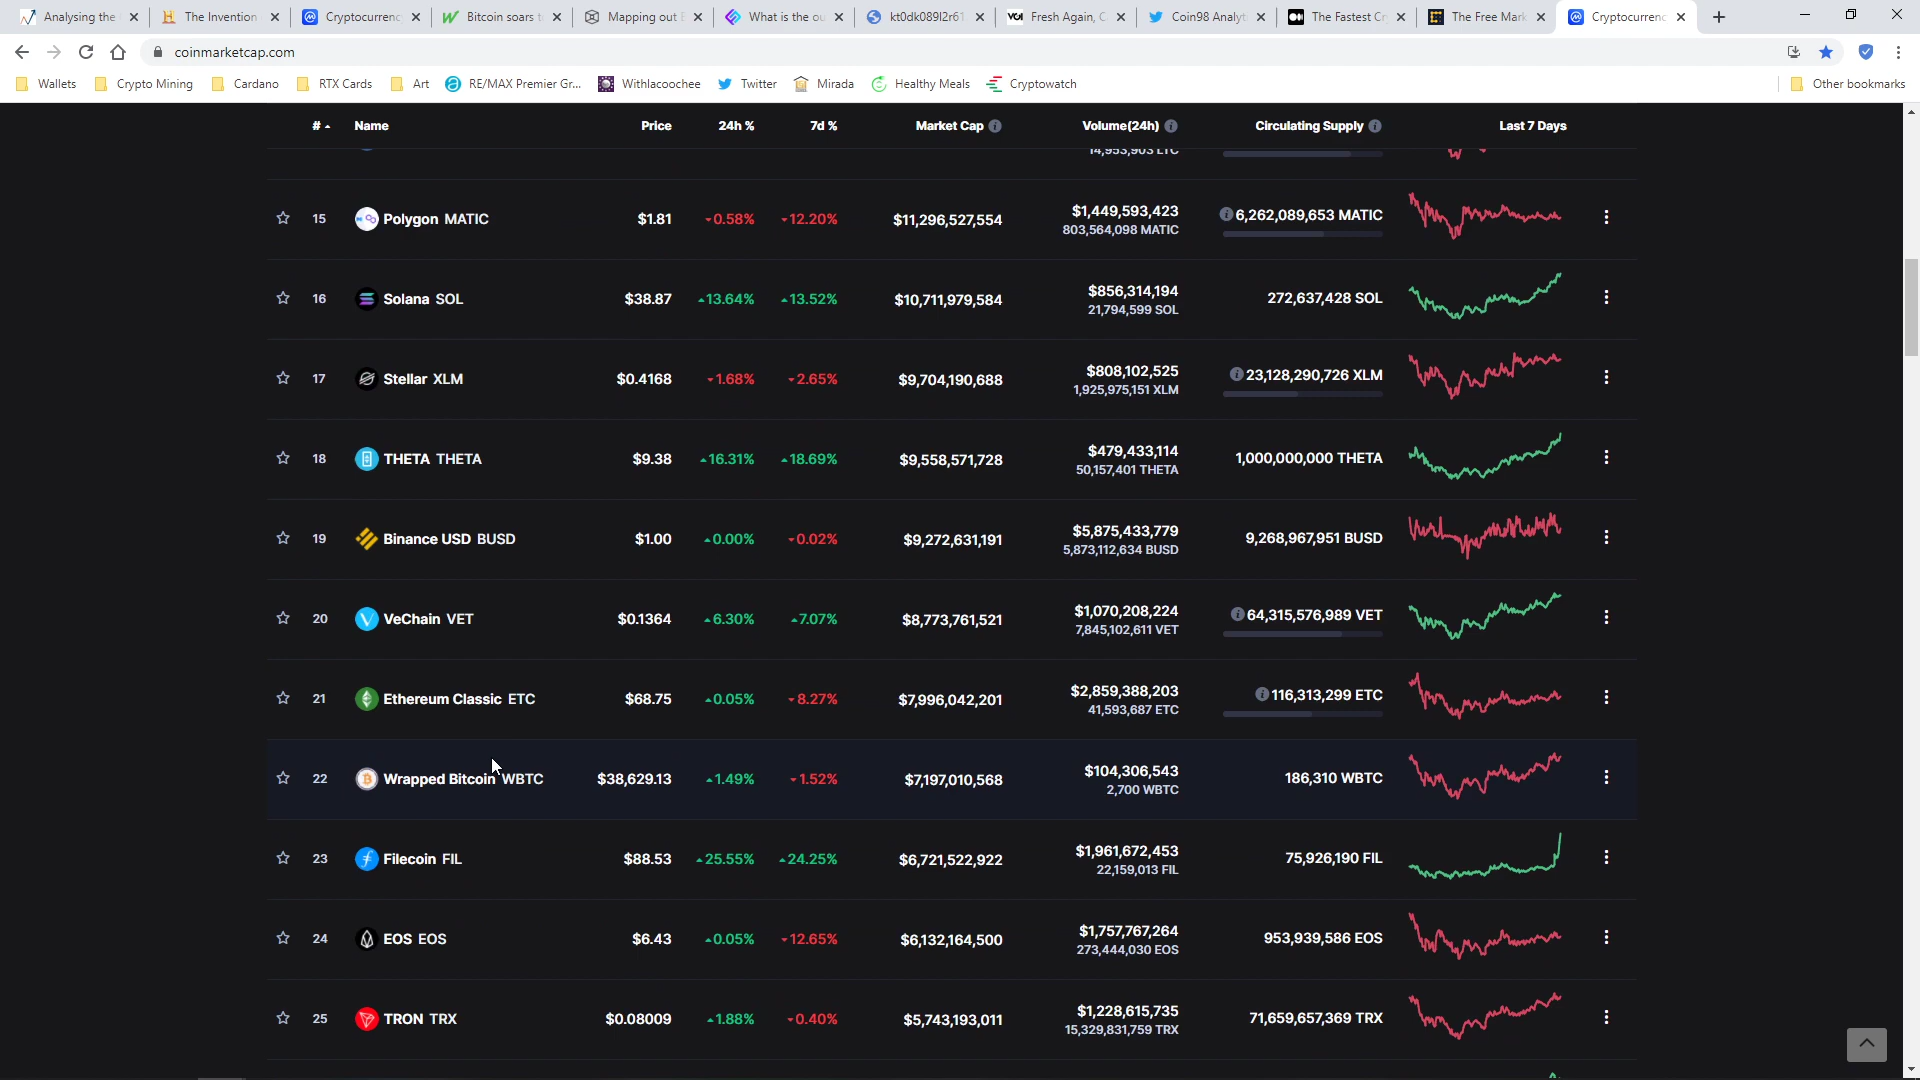 Analysing the
The Invention
Cryptocurrenc
Bitcoin soars t
Mapping out
What is the ou
kt0dk089l2r61
Fresh Again, C
Coin98 Analyt
The Fastest Cr
The Free Mark
Cryptocurrenc
coinmarketcap.com
Wallets
Crypto Mining
Cardano
RTX Cards
Art
RE/MAX Premier Gr...
Withlacoochee
Twitter
Mirada
Healthy Meals
Cryptowatch
Other bookmarks
# Name Price 24h % 7d % Market Cap Volume(24h) Circulating Supply Last 7 Days
14,953,903 ETC
15 Polygon MATIC $1.81 0.58% 12.20% $11,296,527,554 $1,449,593,423 6,262,089,653 MATIC
803,564,098 MATIC
16 Solana SOL $38.87 13.64% 13.52% $10,711,979,584 $856,314,194 272,637,428 SOL
21,794,599 SOL
17 Stellar XLM $0.4168 1.68% 2.65% $9,704,190,688 $808,102,525 23,128,290,726 XLM
1,925,975,151 XLM
18 THETA THETA $9.38 16.31% 18.69% $9,558,571,728 $479,433,114 1,000,000,000 THETA
50,157,401 THETA
19 Binance USD BUSD $1.00 0.00% 0.02% $9,272,631,191 $5,875,433,779 9,268,967,951 BUSD
5,873,112,634 BUSD
20 VeChain VET $0.1364 6.30% 7.07% $8,773,761,521 $1,070,208,224 64,315,576,989 VET
7,845,102,611 VET
21 Ethereum Classic ETC $68.75 0.05% 8.27% $7,996,042,201 $2,859,388,203 116,313,299 ETC
41,593,687 ETC
22 Wrapped Bitcoin WBTC $38,629.13 1.49% 1.52% $7,197,010,568 $104,306,543 186,310 WBTC
2,700 WBTC
23 Filecoin FIL $88.53 25.55% 24.25% $6,721,522,922 $1,961,672,453 75,926,190 FIL
22,159,013 FIL
24 EOS EOS $6.43 0.05% 12.65% $6,132,164,500 $1,757,767,264 953,939,586 EOS
273,444,030 EOS
25 TRON TRX $0.08009 1.88% 0.40% $5,743,193,011 $1,228,615,735 71,659,657,369 TRX
15,329,831,759 TRX